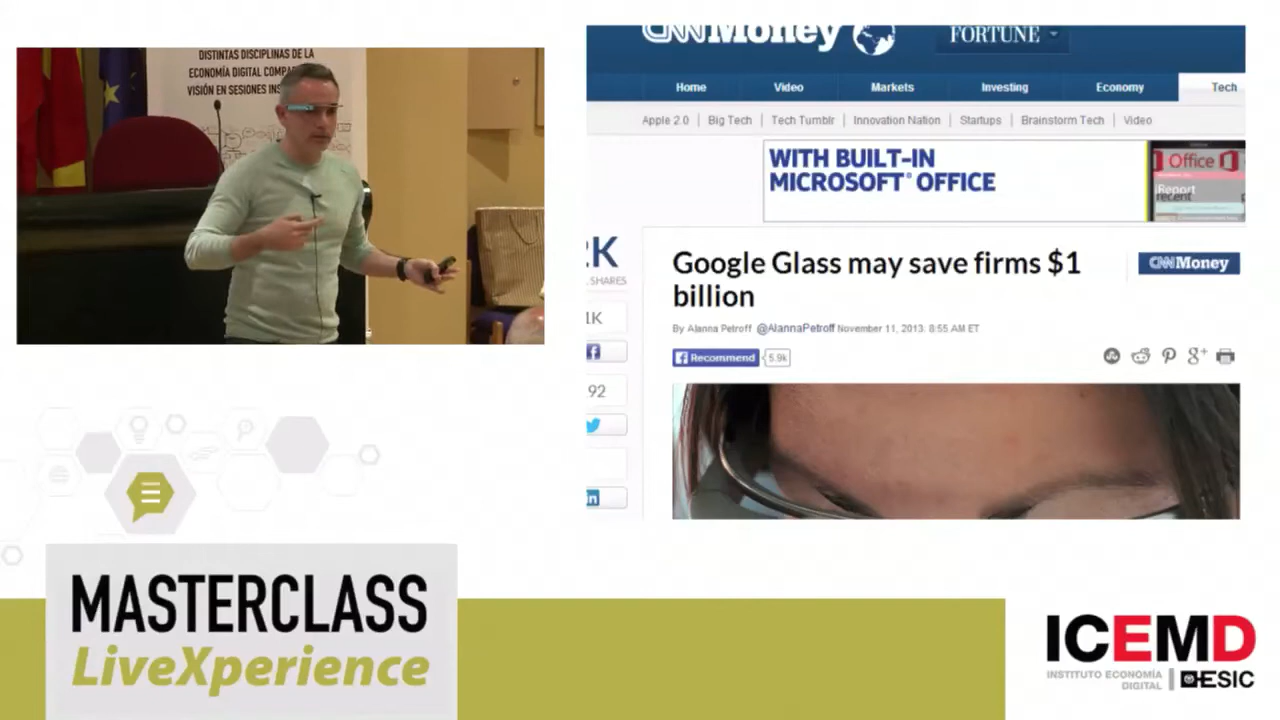 DISTINTAS DISCIPLINAS DE LA
ECONOMÍA DIGITAL
VISIÓN EN SESIONES
CNNMoney
FORTUNE
Home
Video
Markets
Investing
Economy
Tech
Apple 2.0
Big Tech
Tech Tumblr
Innovation Nation
Startups
Brainstorm Tech
Video
WITH BUILT-IN
MICROSOFT® OFFICE
Office
iReport
recent
K
SHARES
1K
92
in
Google Glass may save firms $1
billion
CNNMoney
By Alanna Petroff @AlannaPetroff November 11, 2013: 8:55 AM ET
Recommend
5.9k
MASTERCLASS
LiveXperience
ICEMD
INSTITUTO ECONOMÍA
DIGITAL
ESIC